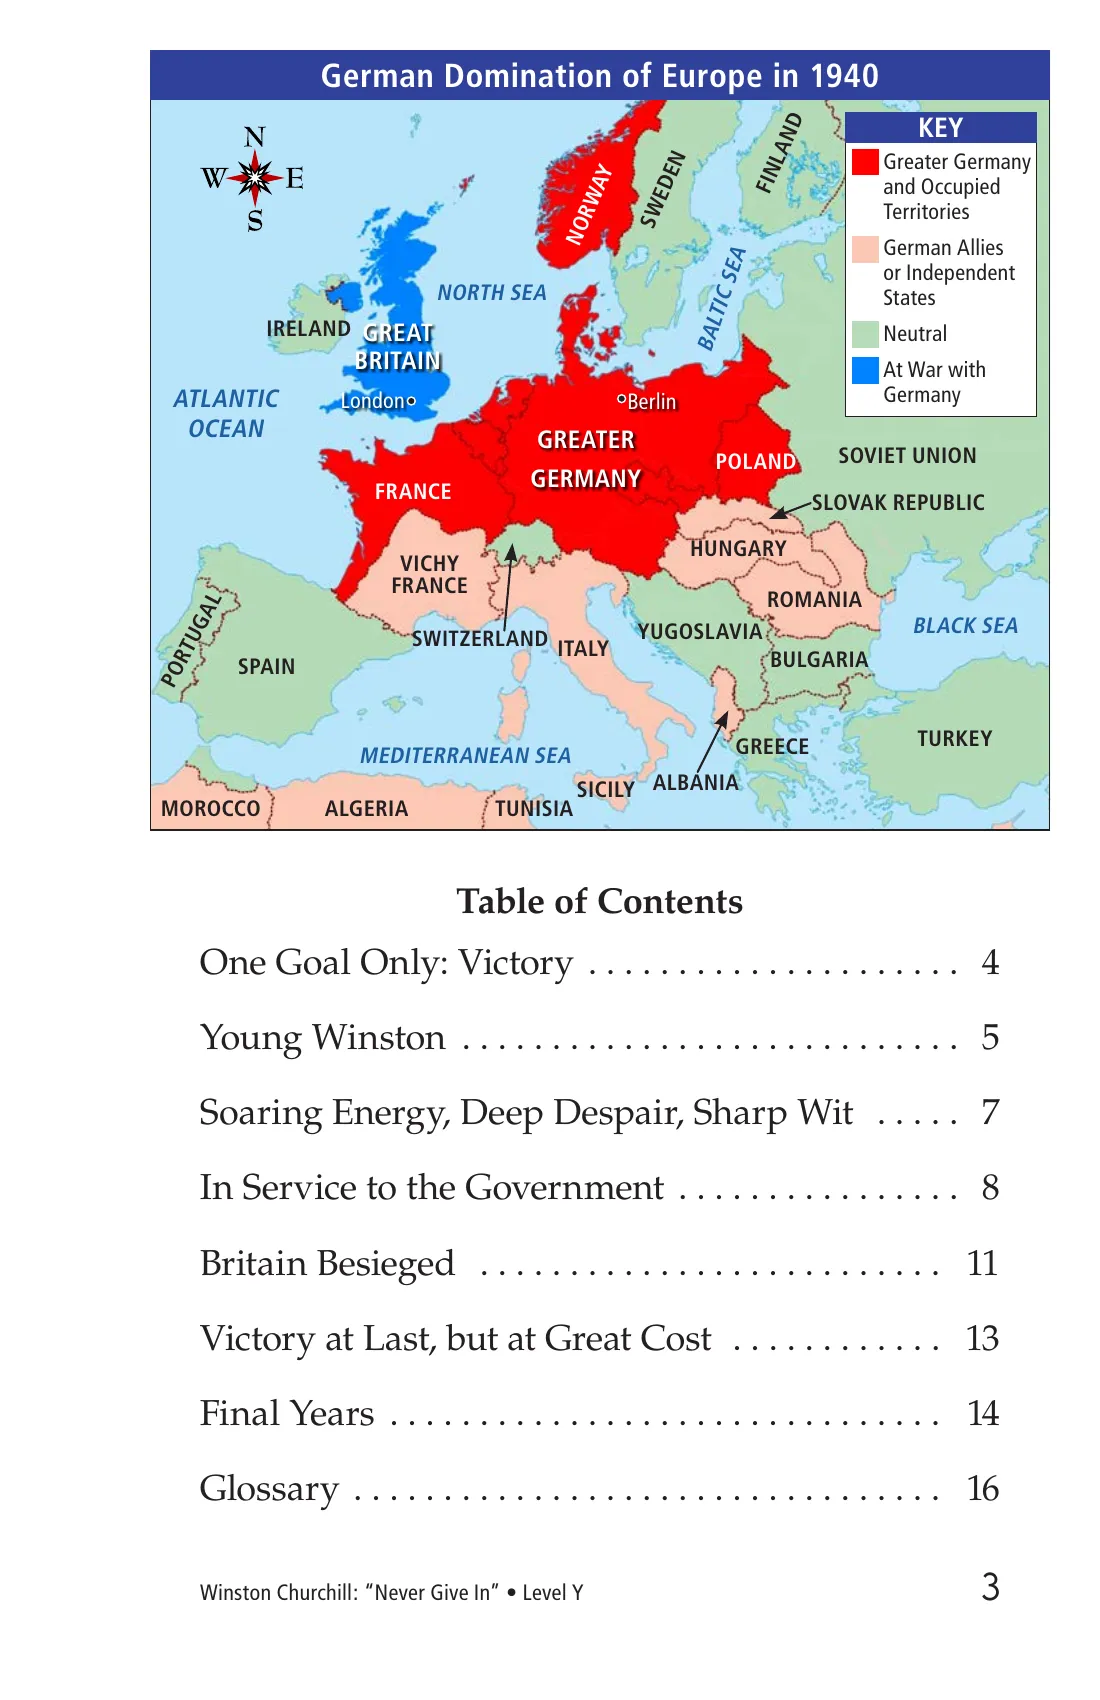 German Domination of Europe in 1940
N
W E
S
KEY
Greater Germany
and Occupied
Territories
German Allies
or Independent
States
Neutral
At War with
Germany
NORWAY
SWEDEN
FINLAND
NORTH SEA
BALTIC SEA
IRELAND
GREAT
BRITAIN
London
ATLANTIC
OCEAN
Berlin
GREATER
GERMANY
POLAND
SOVIET UNION
FRANCE
SLOVAK REPUBLIC
HUNGARY
VICHY
FRANCE
ROMANIA
BLACK SEA
SWITZERLAND
ITALY
YUGOSLAVIA
BULGARIA
PORTUGAL
SPAIN
MEDITERRANEAN SEA
GREECE
TURKEY
ALBANIA
SICILY
MOROCCO
ALGERIA
TUNISIA
Table of Contents
One Goal Only: Victory . . . . . . . . . . . . . . . . . . . . . 4
Young Winston . . . . . . . . . . . . . . . . . . . . . . . . . . . . 5
Soaring Energy, Deep Despair, Sharp Wit . . . . . 7
In Service to the Government . . . . . . . . . . . . . . . . 8
Britain Besieged . . . . . . . . . . . . . . . . . . . . . . . . . . 11
Victory at Last, but at Great Cost . . . . . . . . . . . . 13
Final Years . . . . . . . . . . . . . . . . . . . . . . . . . . . . . . . 14
Glossary . . . . . . . . . . . . . . . . . . . . . . . . . . . . . . . . . 16
Winston Churchill: “Never Give In” • Level Y
3